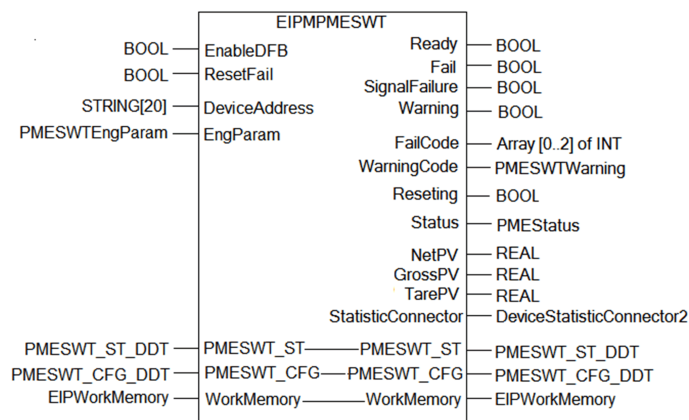 EIPMPMESWT
BOOL EnableDFB Ready BOOL
BOOL ResetFail Fail BOOL
SignalFailure BOOL
STRING[20] DeviceAddress Warning BOOL
PMESWTEngParam EngParam
FailCode Array [0..2] of INT
WarningCode PMESWTWarning
Reseting BOOL
Status PMEStatus
NetPV REAL
GrossPV REAL
TarePV REAL
StatisticConnector DeviceStatisticConnector2
PMESWT_ST_DDT PMESWT_ST PMESWT_ST PMESWT_ST_DDT
PMESWT_CFG_DDT PMESWT_CFG PMESWT_CFG PMESWT_CFG_DDT
EIPWorkMemory WorkMemory WorkMemory EIPWorkMemory